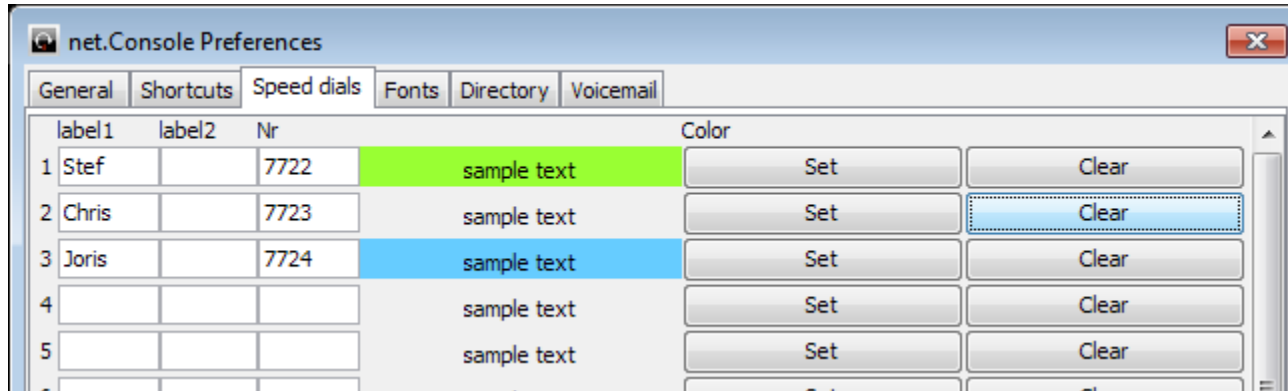 net.Console Preferences
General Shortcuts Speed dials Fonts Directory Voicemail
label1 label2 Nr Color
1 Stef 7722 sample text Set Clear
2 Chris 7723 sample text Set Clear
3 Joris 7724 sample text Set Clear
4 sample text Set Clear
5 sample text Set Clear